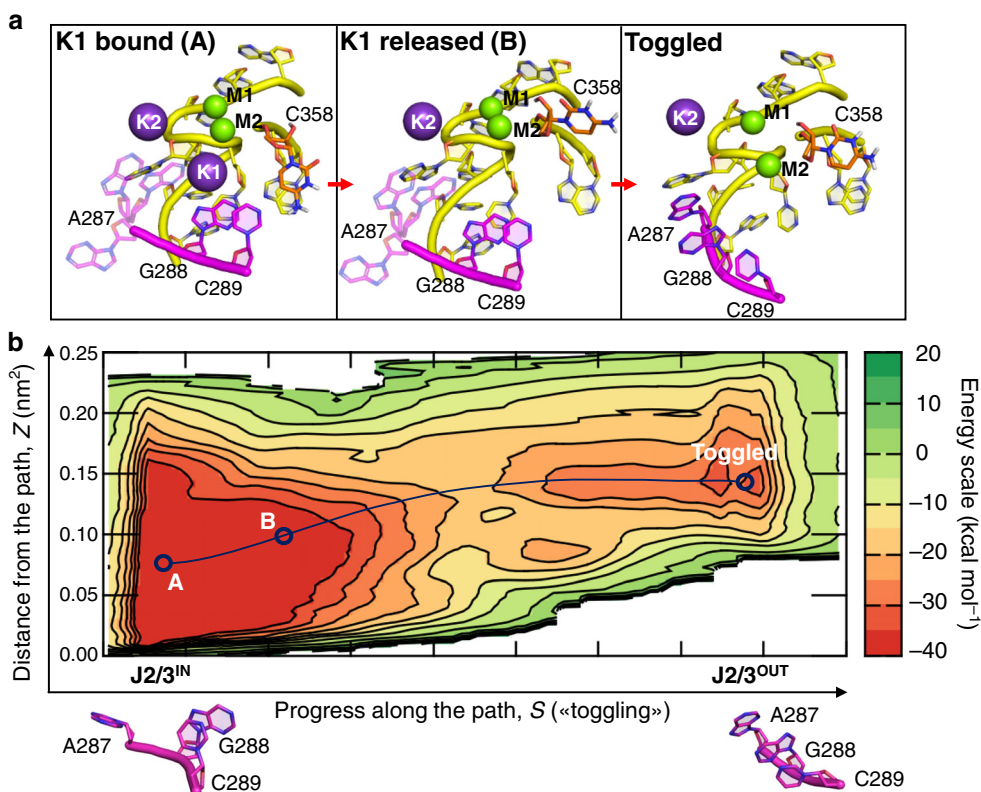 a
K1 bound (A)
K1 released (B)
Toggled
K2
M1
M2
C358
K1
A287
G288
C289
K2
M1
M2
C358
A287
G288
C289
K2
M1
M2
C358
A287
G288
C289
b
Distance from the path, Z (nm²)
0.25
0.20
0.15
0.10
0.05
0.00
A
B
Toggled
J2/3ᴵᴺ
J2/3ᴼᵁᵀ
20
10
0
–10
–20
–30
–40
Energy scale (kcal mol⁻¹)
Progress along the path, S («toggling»)
A287
G288
C289
A287
G288
C289